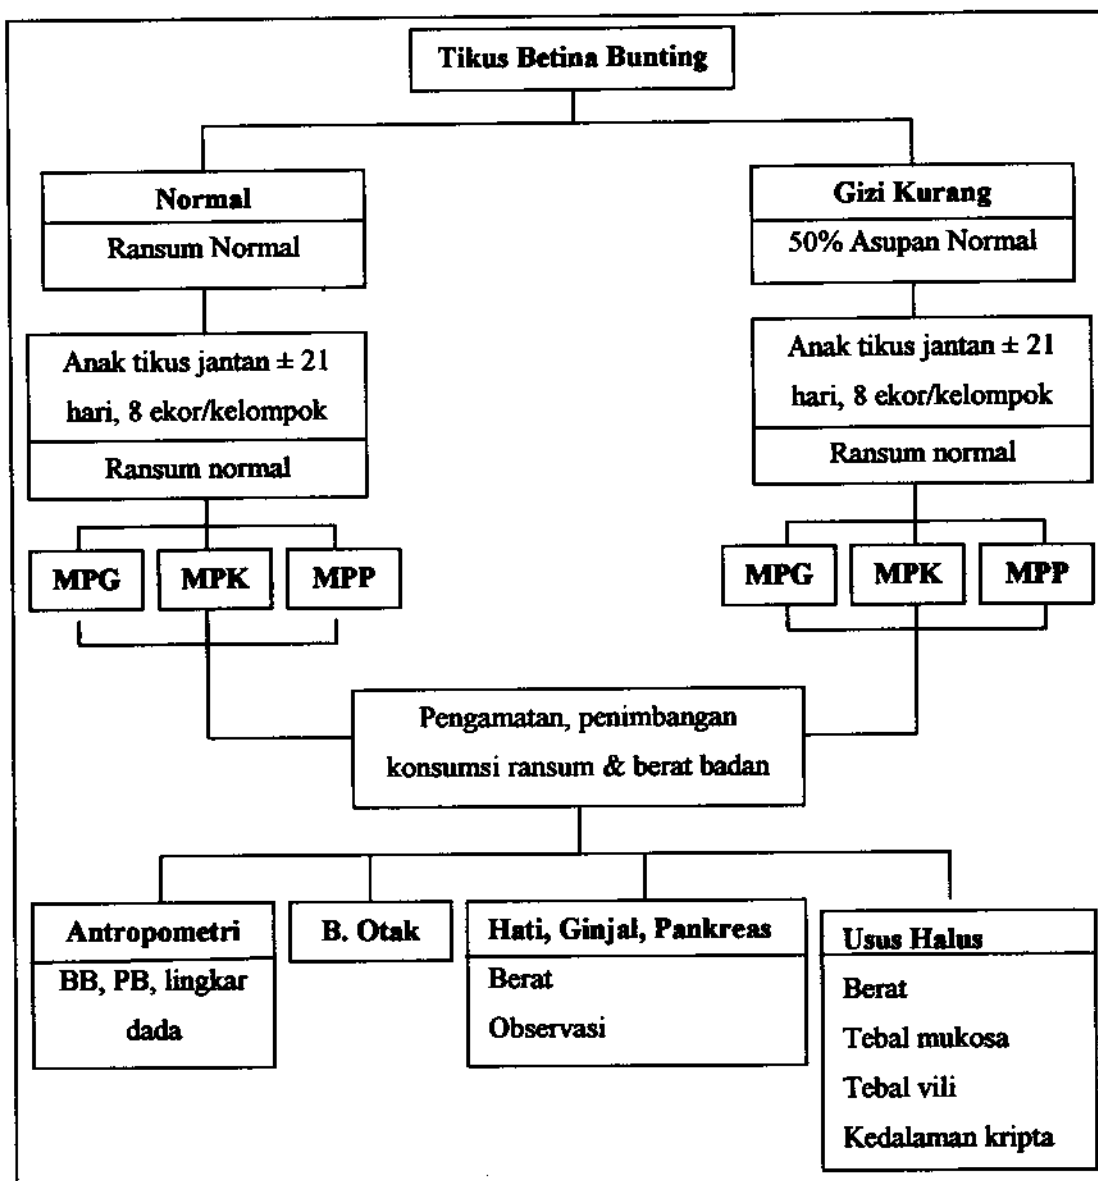 Tikus Betina Bunting
Normal
Ransum Normal
Gizi Kurang
50% Asupan Normal
Anak tikus jantan ± 21
hari, 8 ekor/kelompok
Ransum normal
Anak tikus jantan ± 21
hari, 8 ekor/kelompok
Ransum normal
MPG
MPK
MPP
MPG
MPK
MPP
Pengamatan, penimbangan
konsumsi ransum & berat badan
Antropometri
BB, PB, lingkar
dada
B. Otak
Hati, Ginjal, Pankreas
Berat
Observasi
Usus Halus
Berat
Tebal mukosa
Tebal vili
Kedalaman kripta